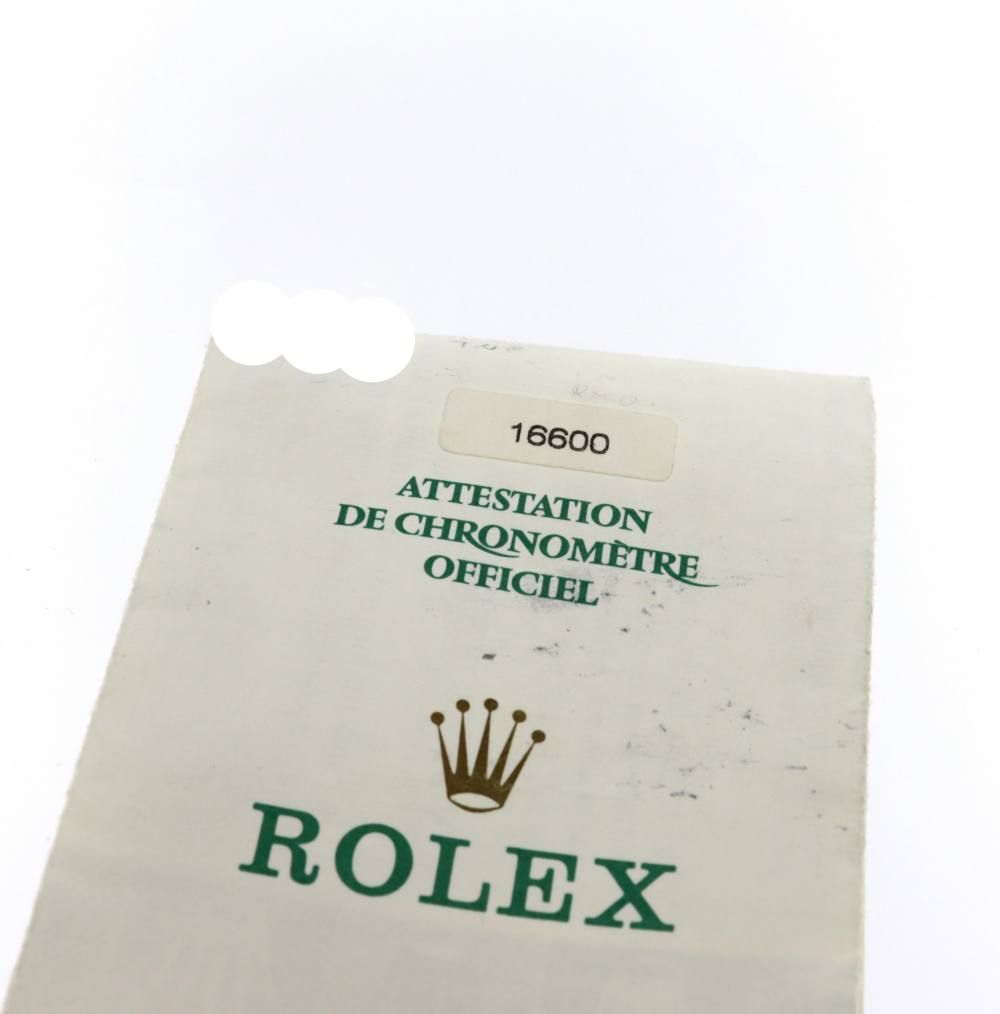 16600
ATTESTATION
DE CHRONOMÈTRE
OFFICIEL
ROLEX